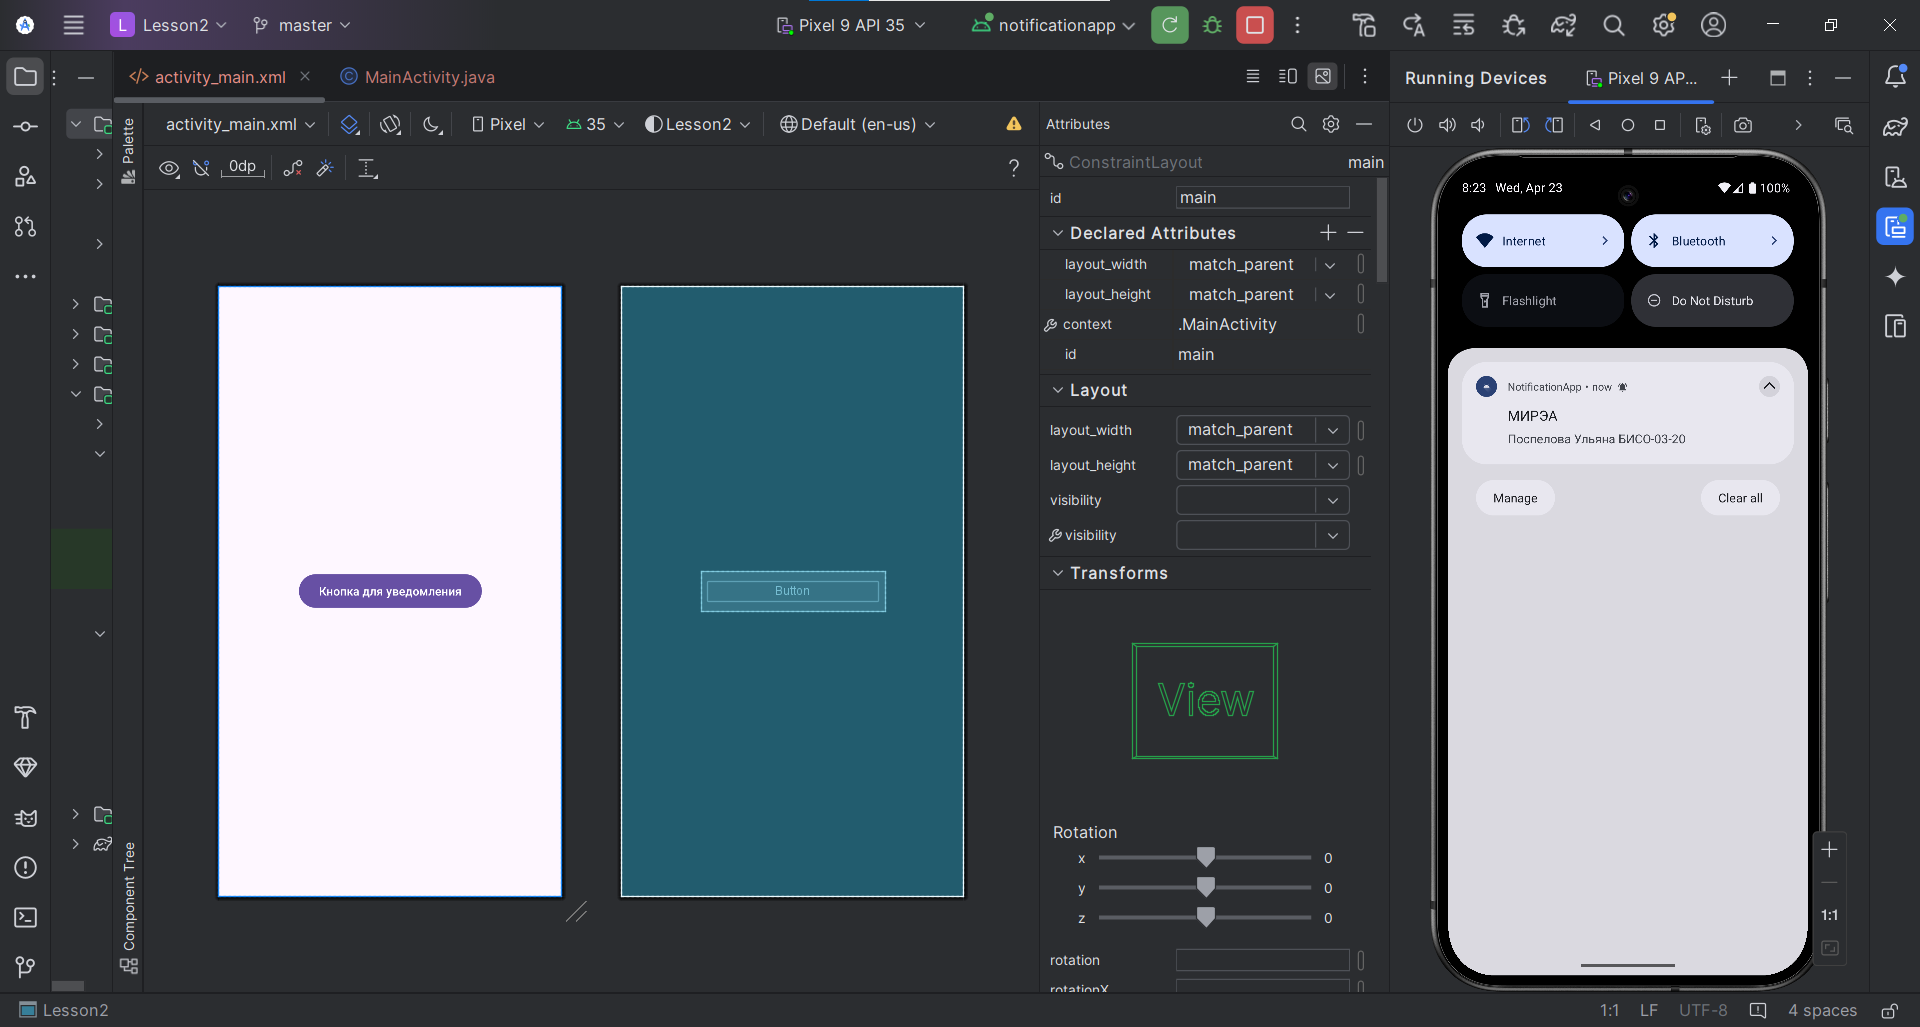 L Lesson2 master Pixel 9 API 35 notificationapp
activity_main.xml MainActivity.java
Running Devices Pixel 9 AP...
Palette
activity_main.xml Pixel 35 Lesson2 Default (en-us)
Attributes
0dp ?
ConstraintLayout main
id main
Declared Attributes
layout_width match_parent
layout_height match_parent
context .MainActivity
id main
Layout
layout_width match_parent
layout_height match_parent
visibility
visibility
Transforms
View
Rotation
x 0
y 0
z 0
rotation
rotationX
Кнопка для уведомления
Button
Component Tree
8:23 Wed, Apr 23 100%
Internet Bluetooth
Flashlight Do Not Disturb
NotificationApp • now
МИРЭА
Поспелова Ульяна БИСО-03-20
Manage Clear all
1:1
Lesson2 1:1 LF UTF-8 4 spaces